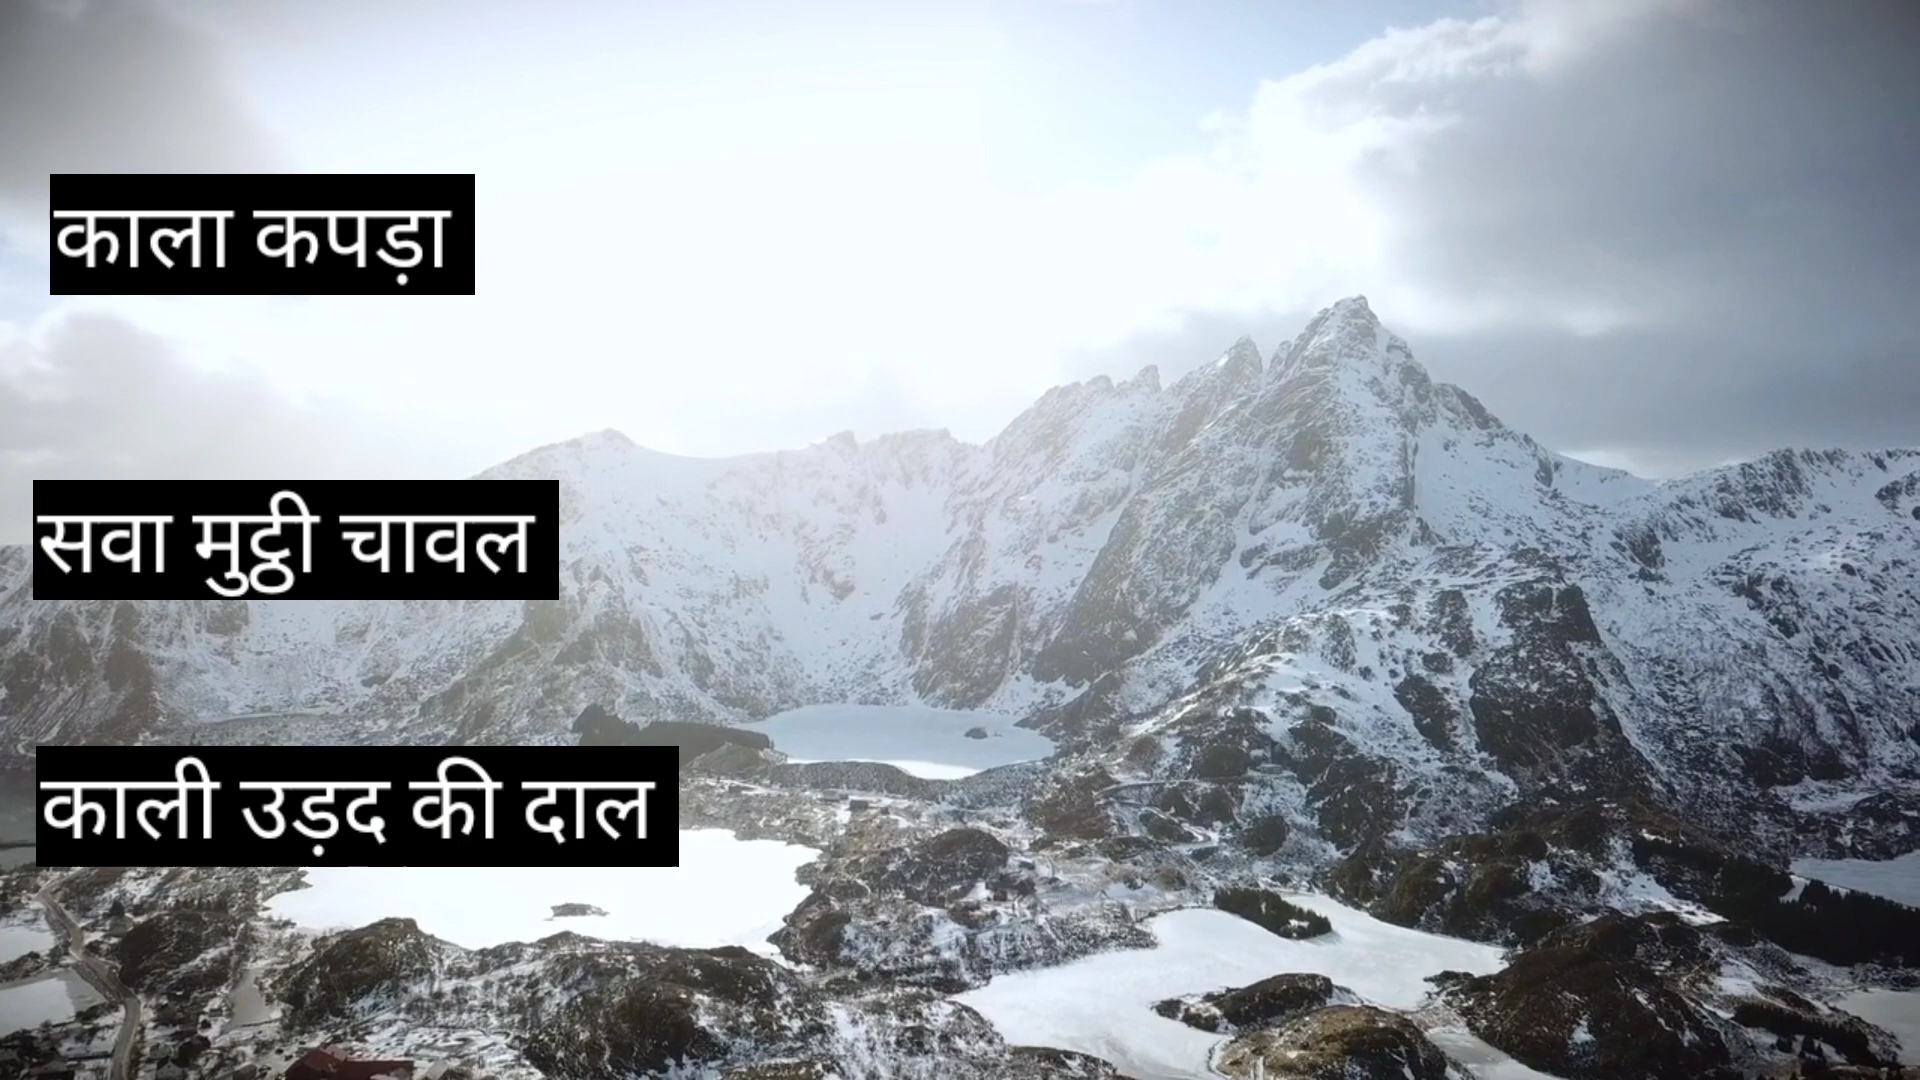 काला कपड़ा
सवा मुट्ठी चावल
काली उड़द की दाल